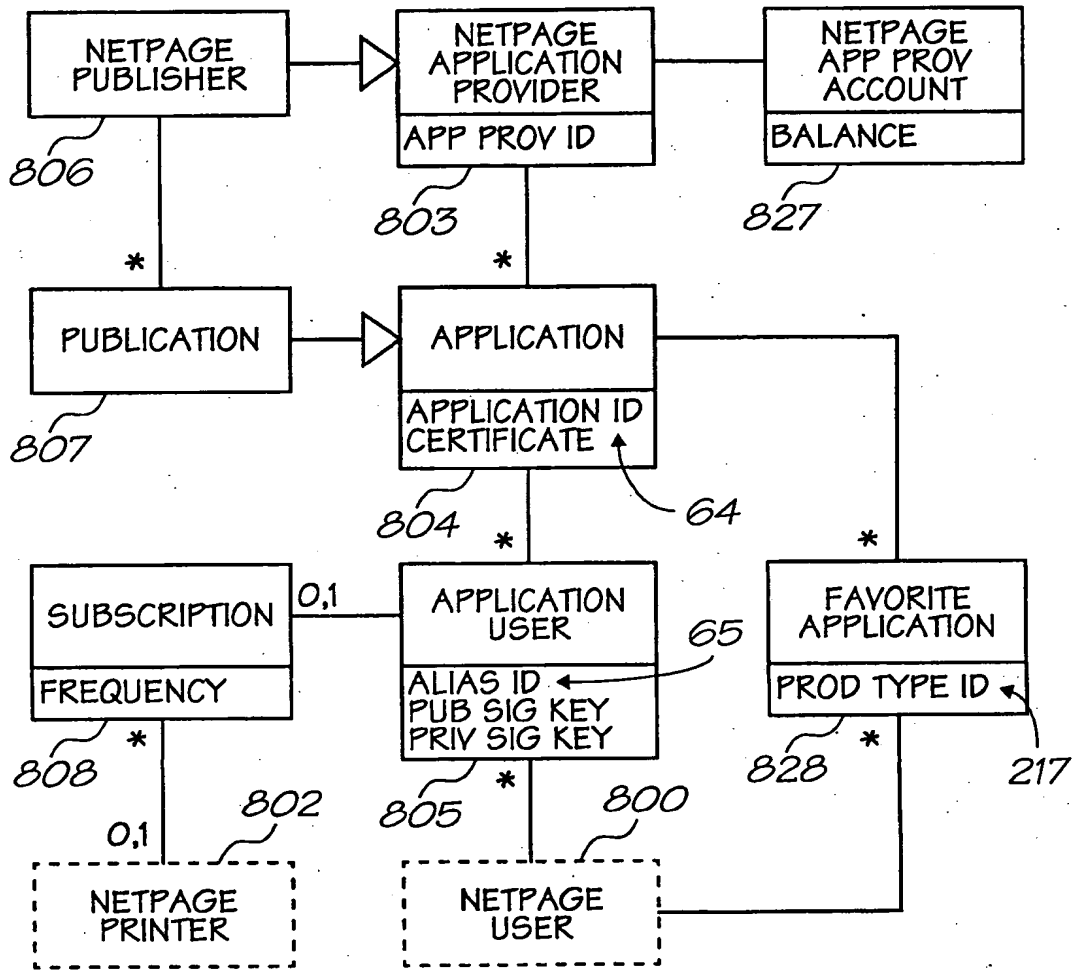 NETPAGE
PUBLISHER
NETPAGE
APPLICATION
PROVIDER
APP PROV ID
NETPAGE
APP PROV
ACCOUNT
BALANCE
806
803
827
*
*
PUBLICATION
APPLICATION
APPLICATION ID
CERTIFICATE
807
804
64
*
*
SUBSCRIPTION
FREQUENCY
0,1
APPLICATION
USER
ALIAS ID
PUB SIG KEY
PRIV SIG KEY
65
FAVORITE
APPLICATION
PROD TYPE ID
808
*
805
*
828
*
217
802
800
0,1
NETPAGE
PRINTER
NETPAGE
USER